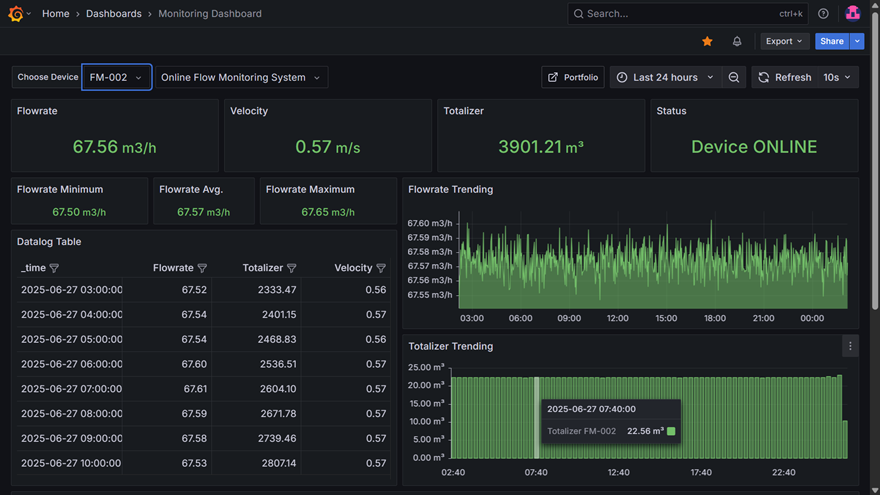 Home › Dashboards › Monitoring Dashboard
Search... ctrl+k
Export Share
Choose Device FM-002 Online Flow Monitoring System Portfolio Last 24 hours Refresh 10s
Flowrate
67.56 m3/h
Velocity
0.57 m/s
Totalizer
3901.21 m³
Status
Device ONLINE
Flowrate Minimum
67.50 m3/h
Flowrate Avg.
67.57 m3/h
Flowrate Maximum
67.65 m3/h
Datalog Table
_time Flowrate Totalizer Velocity
2025-06-27 03:00:00 67.52 2333.47 0.56
2025-06-27 04:00:00 67.54 2401.15 0.57
2025-06-27 05:00:00 67.54 2468.83 0.56
2025-06-27 06:00:00 67.60 2536.51 0.57
2025-06-27 07:00:00 67.61 2604.10 0.57
2025-06-27 08:00:00 67.59 2671.78 0.57
2025-06-27 09:00:00 67.58 2739.46 0.57
2025-06-27 10:00:00 67.53 2807.14 0.57
Flowrate Trending
67.60 m3/h
67.59 m3/h
67.58 m3/h
67.57 m3/h
67.56 m3/h
67.55 m3/h
03:00 06:00 09:00 12:00 15:00 18:00 21:00 00:00
Totalizer Trending
25.00 m³
20.00 m³
15.00 m³
10.00 m³
5.00 m³
0.00 m³
2025-06-27 07:40:00
Totalizer FM-002 22.56 m³
02:40 07:40 12:40 17:40 22:40